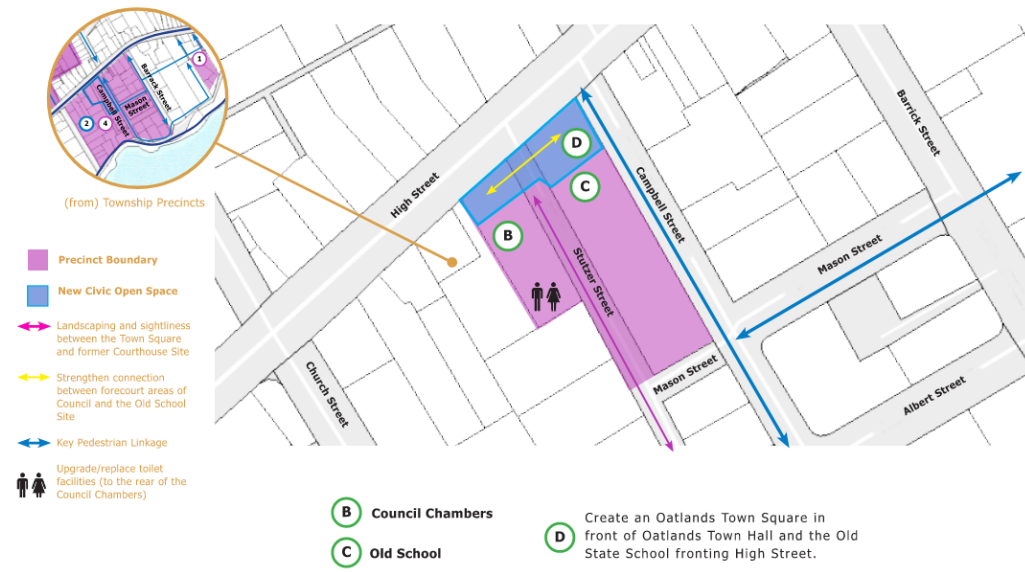 1
Barrack Street
Mason
Street
Campbell Street
2
4
(from) Township Precincts
Precinct Boundary
New Civic Open Space
Landscaping and sightliness
between the Town Square
and former Courthouse Site
Strengthen connection
between forecourt areas of
Council and the Old School
Site
Key Pedestrian Linkage
Upgrade/replace toilet
facilities (to the rear of the
Council Chambers)
High Street
D
C
B
Campbell Street
Barrick Street
Stutzer Street
Mason Street
Mason Street
Church Street
Albert Street
B Council Chambers
C Old School
D
Create an Oatlands Town Square in
front of Oatlands Town Hall and the Old
State School fronting High Street.